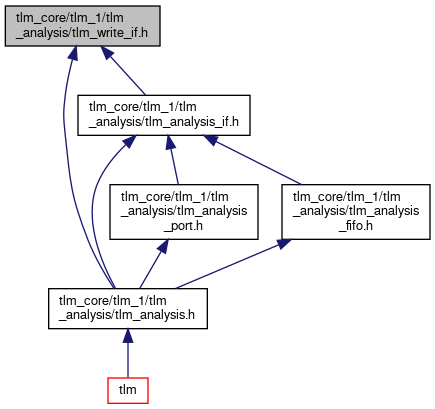 tlm_core/tlm_1/tlm
_analysis/tlm_write_if.h
tlm_core/tlm_1/tlm
_analysis/tlm_analysis_if.h
tlm_core/tlm_1/tlm
_analysis/tlm_analysis
_port.h
tlm_core/tlm_1/tlm
_analysis/tlm_analysis
_fifo.h
tlm_core/tlm_1/tlm
_analysis/tlm_analysis.h
tlm